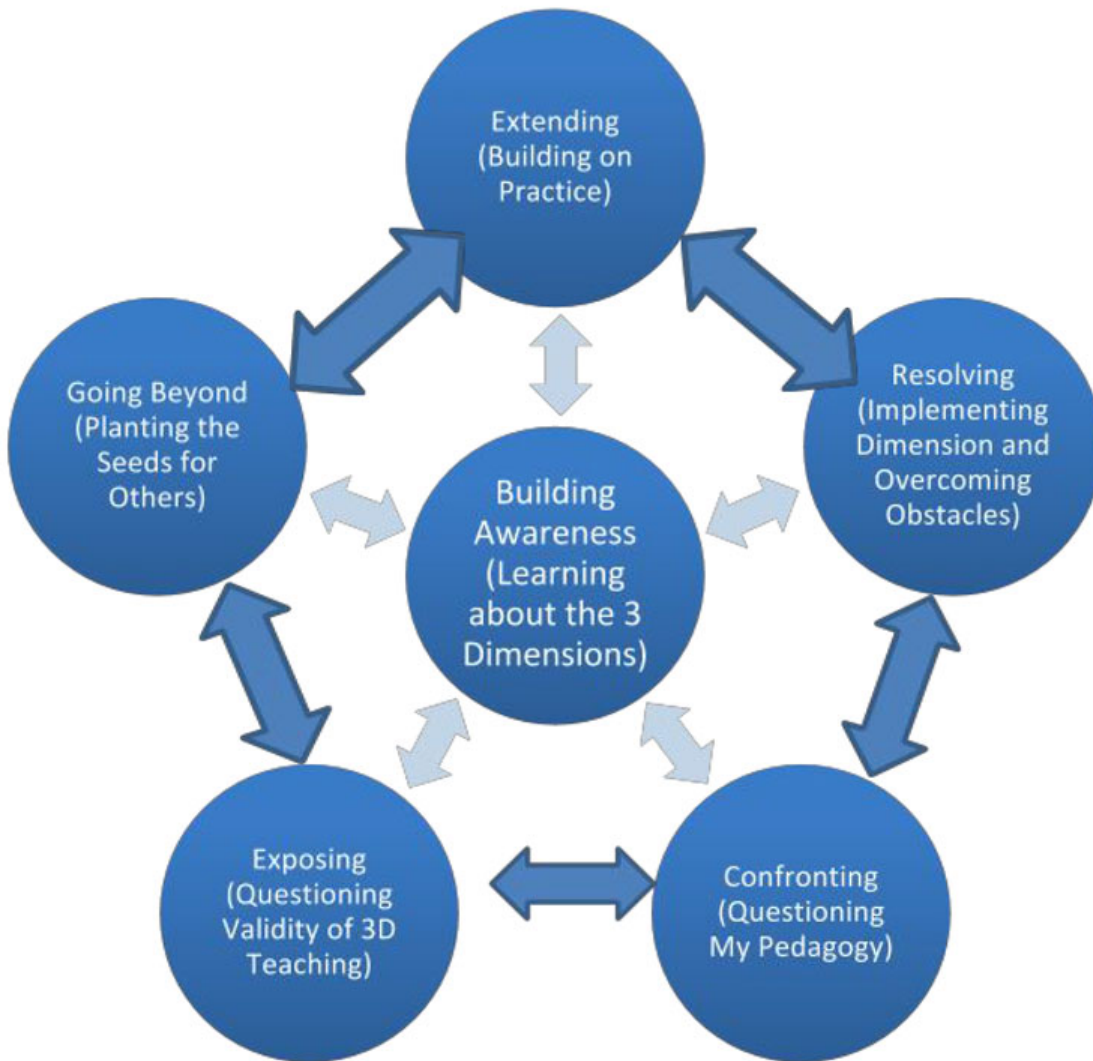 Extending
(Building on
Practice)
Going Beyond
(Planting the
Seeds for
Others)
Resolving
(Implementing
Dimension and
Overcoming
Obstacles)
Building
Awareness
(Learning
about the 3
Dimensions)
Exposing
(Questioning
Validity of 3D
Teaching)
Confronting
(Questioning
My Pedagogy)